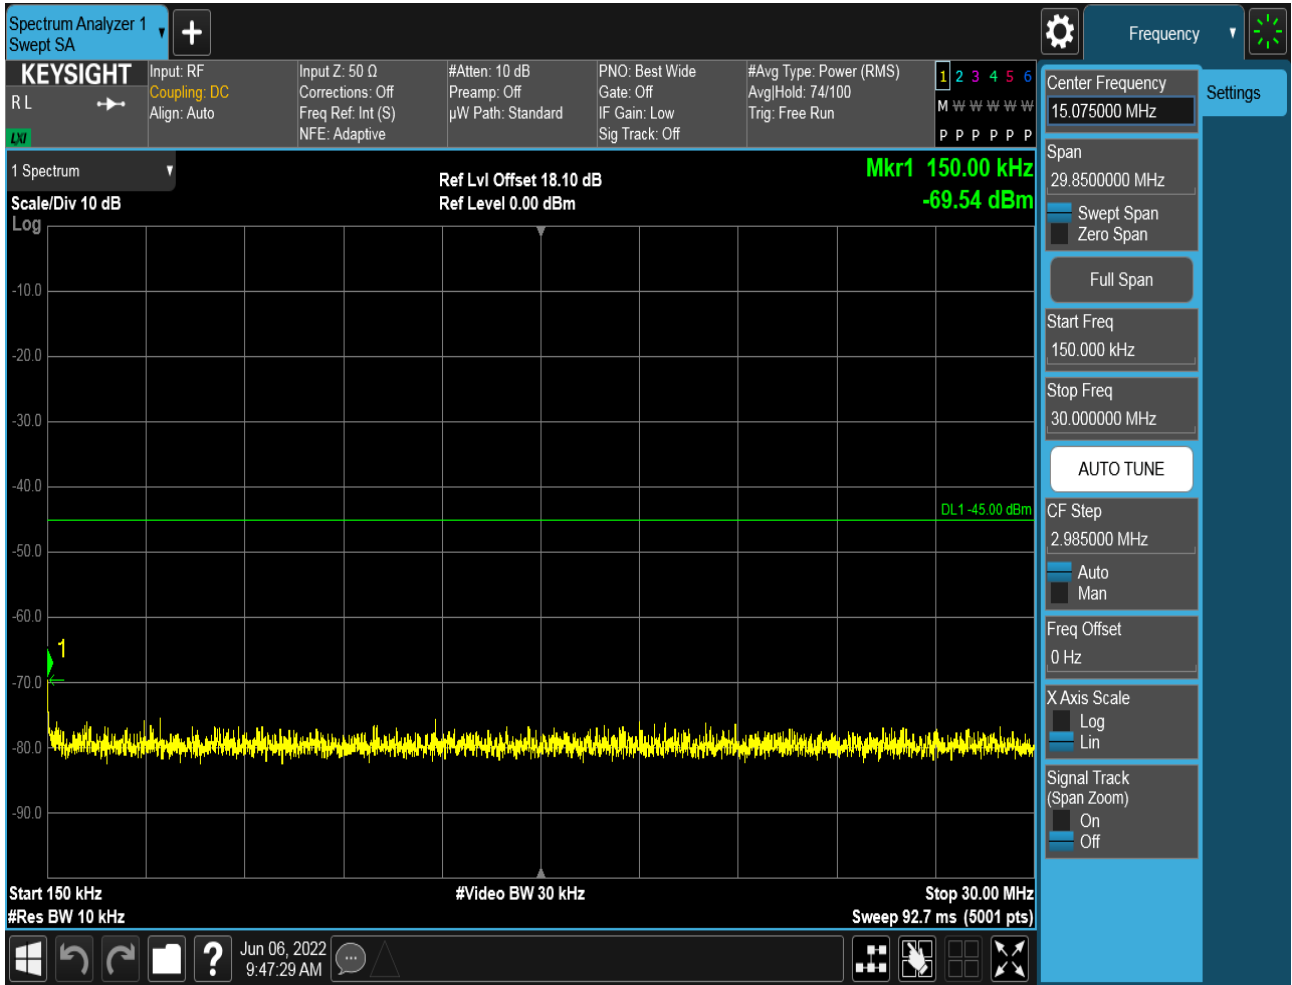 Spectrum Analyzer 1
Swept SA
Frequency
KEYSIGHT
R L
LXI
Input: RF
Coupling: DC
Align: Auto
Input Z: 50 Ω
Corrections: Off
Freq Ref: Int (S)
NFE: Adaptive
#Atten: 10 dB
Preamp: Off
µW Path: Standard
PNO: Best Wide
Gate: Off
IF Gain: Low
Sig Track: Off
#Avg Type: Power (RMS)
Avg|Hold: 74/100
Trig: Free Run
1 2 3 4 5 6
M W W W W W
P P P P P P
1 Spectrum
Scale/Div 10 dB
Log
Ref Lvl Offset 18.10 dB
Ref Level 0.00 dBm
Mkr1 150.00 kHz
-69.54 dBm
-10.0
-20.0
-30.0
-40.0
DL1 -45.00 dBm
-50.0
-60.0
1
-70.0
-80.0
-90.0
Start 150 kHz
#Video BW 30 kHz
Stop 30.00 MHz
#Res BW 10 kHz
Sweep 92.7 ms (5001 pts)
?
Jun 06, 2022
9:47:29 AM
Center Frequency
15.075000 MHz
Settings
Span
29.8500000 MHz
Swept Span
Zero Span
Full Span
Start Freq
150.000 kHz
Stop Freq
30.000000 MHz
AUTO TUNE
CF Step
2.985000 MHz
Auto
Man
Freq Offset
0 Hz
X Axis Scale
Log
Lin
Signal Track
(Span Zoom)
On
Off